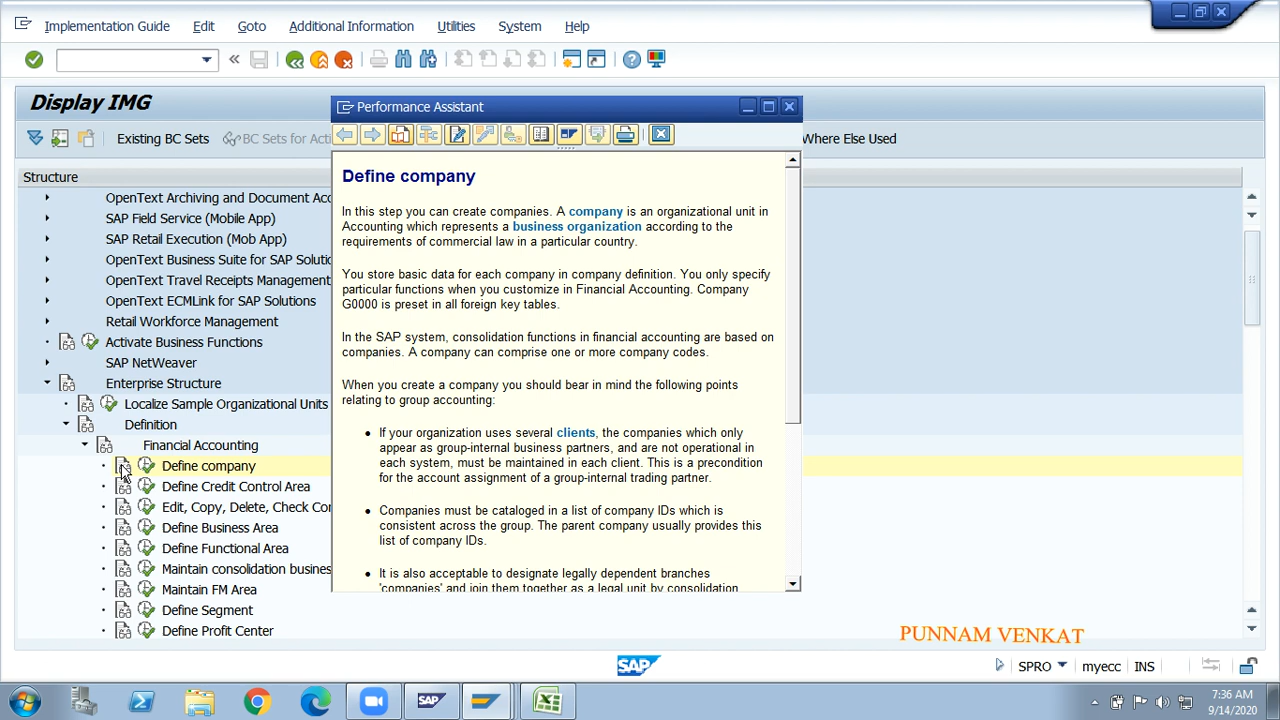 Implementation Guide Edit Goto Additional Information Utilities System Help
Display IMG
Existing BC Sets BC Sets for Acti Where Else Used
Structure
OpenText Archiving and Document Acc
SAP Field Service (Mobile App)
SAP Retail Execution (Mob App)
OpenText Business Suite for SAP Solutio
OpenText Travel Receipts Management
OpenText ECMLink for SAP Solutions
Retail Workforce Management
Activate Business Functions
SAP NetWeaver
Enterprise Structure
Localize Sample Organizational Units
Definition
Financial Accounting
Define company
Define Credit Control Area
Edit, Copy, Delete, Check Cor
Define Business Area
Define Functional Area
Maintain consolidation busines
Maintain FM Area
Define Segment
Define Profit Center
Performance Assistant
Define company
In this step you can create companies. A company is an organizational unit in
Accounting which represents a business organization according to the
requirements of commercial law in a particular country.
You store basic data for each company in company definition. You only specify
particular functions when you customize in Financial Accounting. Company
G0000 is preset in all foreign key tables.
In the SAP system, consolidation functions in financial accounting are based on
companies. A company can comprise one or more company codes.
When you create a company you should bear in mind the following points
relating to group accounting:
If your organization uses several clients, the companies which only
appear as group-internal business partners, and are not operational in
each system, must be maintained in each client. This is a precondition
for the account assignment of a group-internal trading partner.
Companies must be cataloged in a list of company IDs which is
consistent across the group. The parent company usually provides this
list of company IDs.
It is also acceptable to designate legally dependent branches
'companies' and join them together as a legal unit by consolidation
PUNNAM VENKAT
SAP
SPRO myecc INS
SAP
7:36 AM
9/14/2020